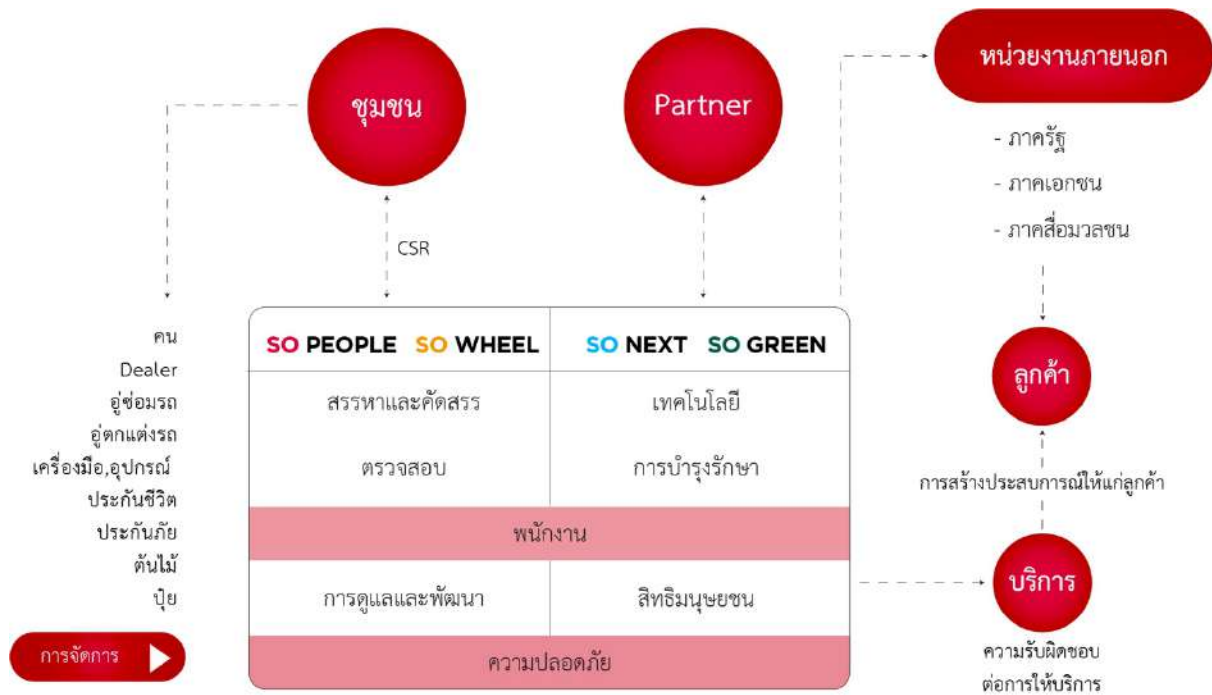 ชุมชน
Partner
หน่วยงานภายนอก
- ภาครัฐ
- ภาคเอกชน
- ภาคสื่อมวลชน
CSR
คน
Dealer
อู่ซ่อมรถ
อู่ตกแต่งรถ
เครื่องมือ,อุปกรณ์
ประกันชีวิต
ประกันภัย
ต้นไม้
ปุ๋ย
การจัดการ
SO PEOPLE SO WHEEL
SO NEXT SO GREEN
สรรหาและคัดสรร
เทคโนโลยี
ตรวจสอบ
การบำรุงรักษา
พนักงาน
การดูแลและพัฒนา
สิทธิมนุษยชน
ความปลอดภัย
ลูกค้า
การสร้างประสบการณ์ให้แก่ลูกค้า
บริการ
ความรับผิดชอบ
ต่อการให้บริการ